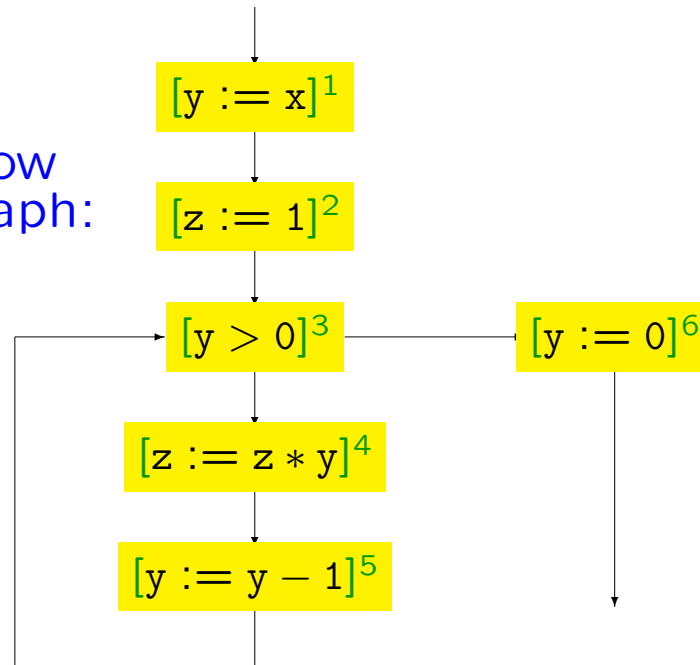 [y := x]^1
ow
aph:
[z := 1]^2
[y > 0]^3
[y := 0]^6
[z := z * y]^4
[y := y − 1]^5